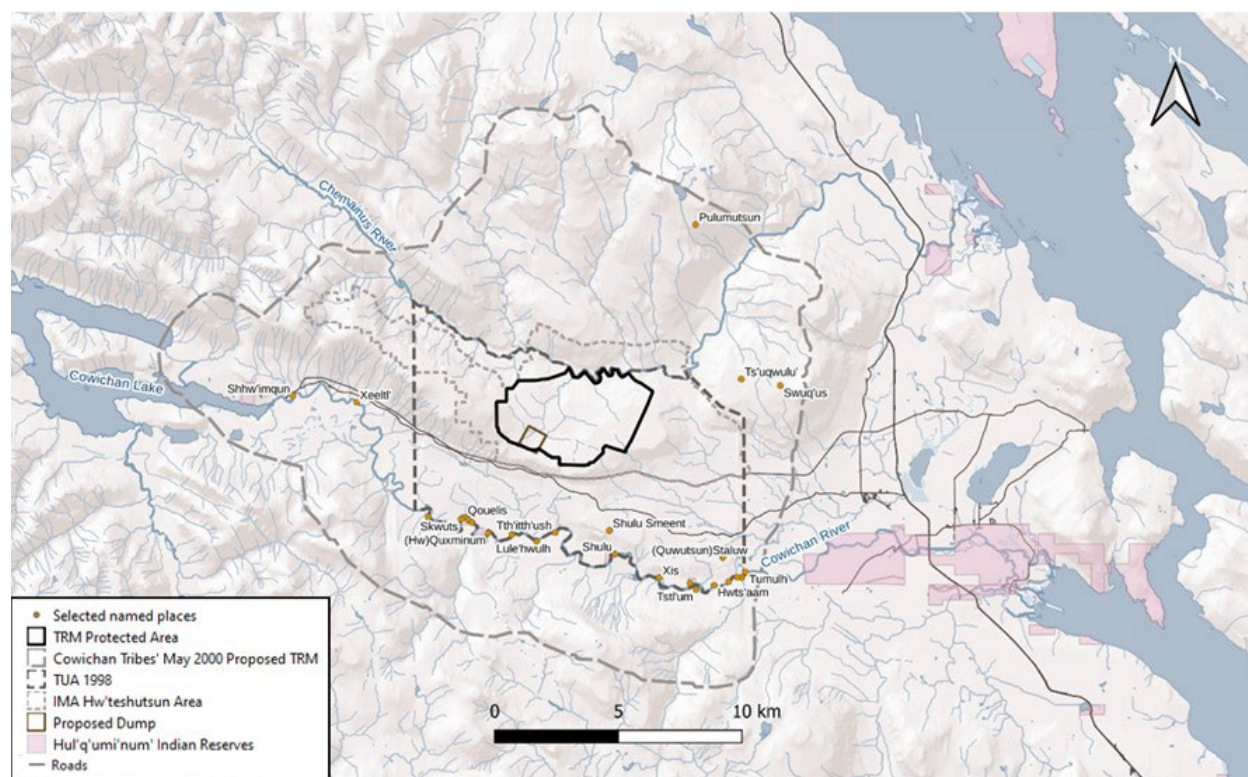 N
Chemainus River
Pulumutsun
Cowichan Lake
Shhw'imqun
Xeeltl'
Ts'uqwulu'
Swuq'us
Qouelis
Skwuts
(Hw)Quxminum
Tth'itth'ush
Lule'hwulh
Shulu Smeent
Shulu
(Quwutsun)Staluw
Cowichan River
Xis
Tstl'um
Hwts'aam
Tumulh
Selected named places
TRM Protected Area
Cowichan Tribes' May 2000 Proposed TRM
TUA 1998
IMA Hw'teshutsun Area
Proposed Dump
Hul'q'umi'num' Indian Reserves
Roads
0 5 10 km